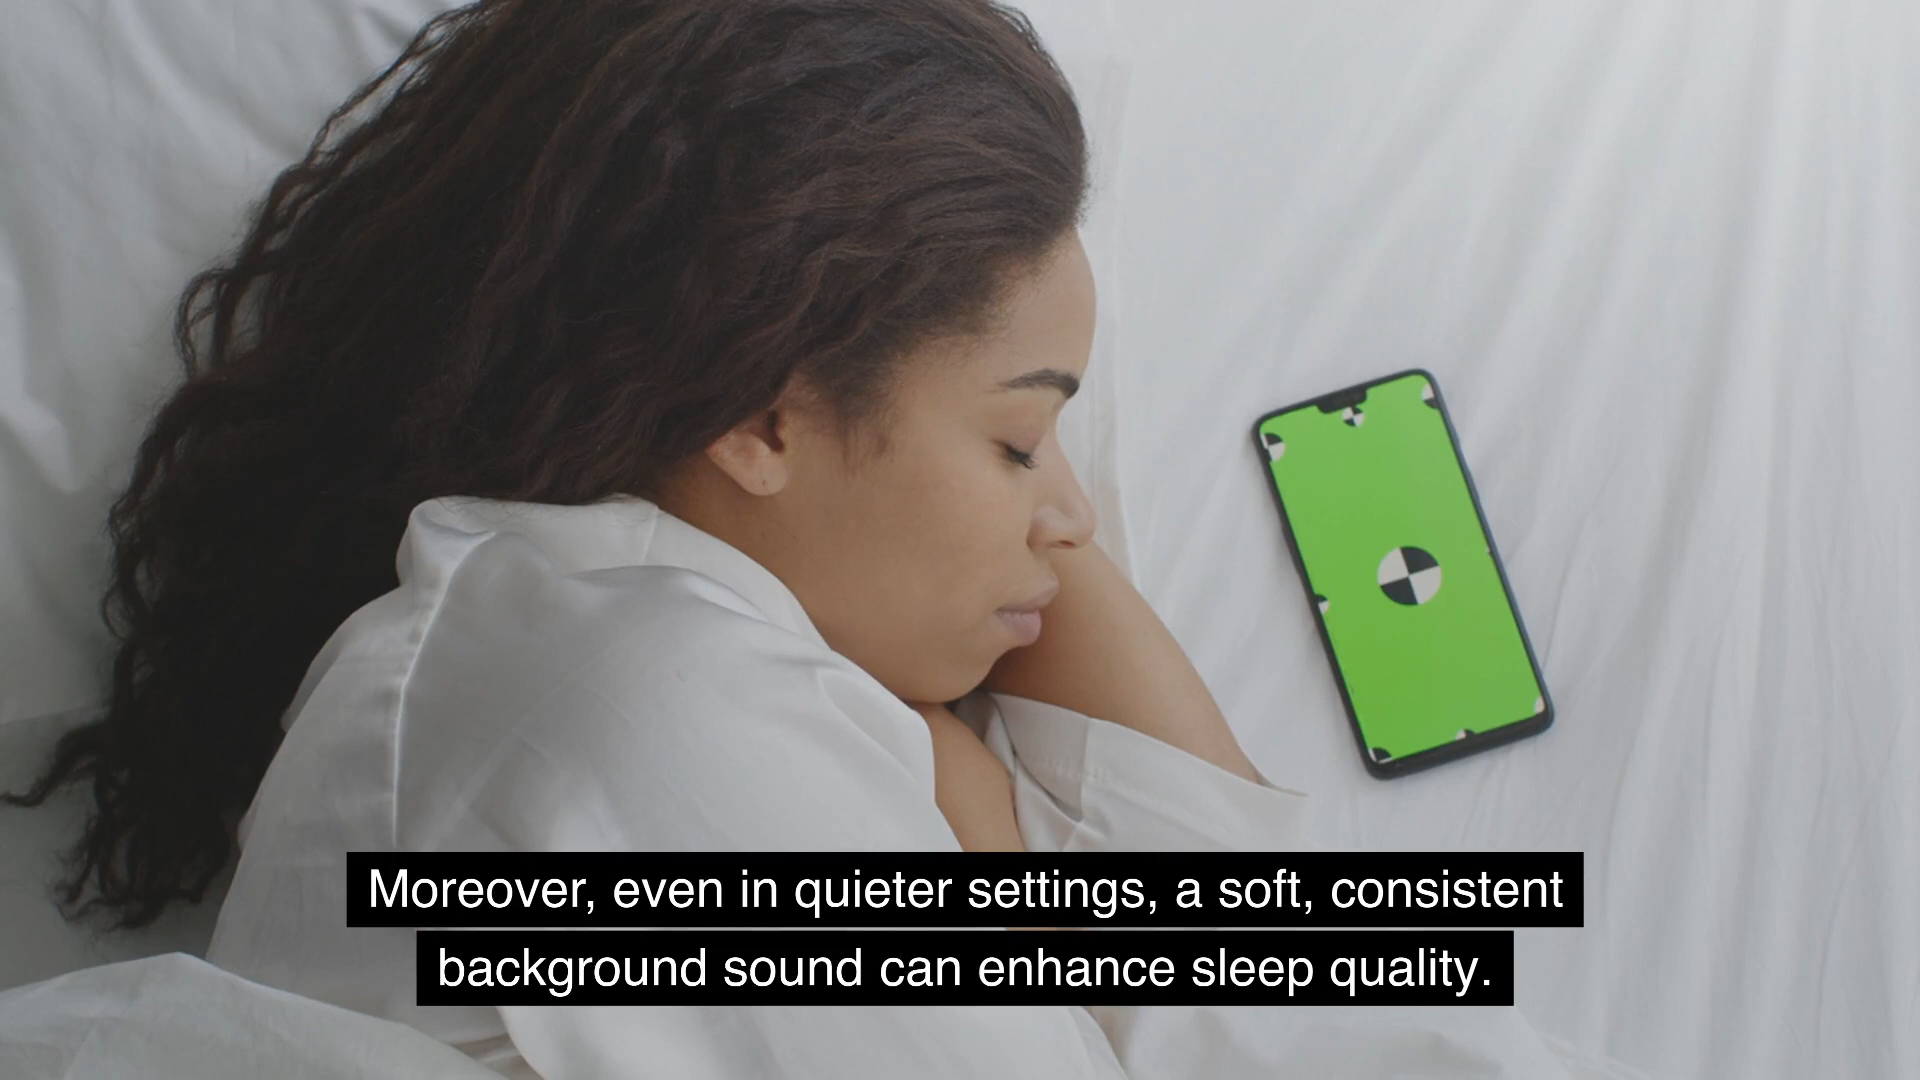 Moreover, even in quieter settings, a soft, consistent
background sound can enhance sleep quality.